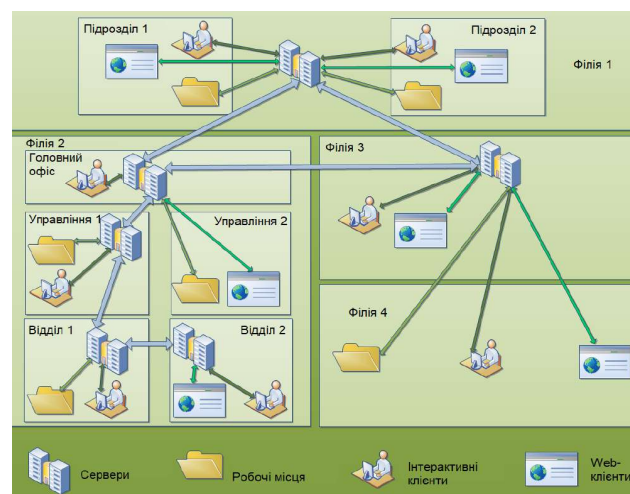 Підрозділ 1
Підрозділ 2
Філія 1
Філія 2
Головний
офіс
Філія 3
Управління 1
Управління 2
Філія 4
Відділ 1
Відділ 2
Сервери
Робочі місця
Інтерактивні
клієнти
Web-
клієнти